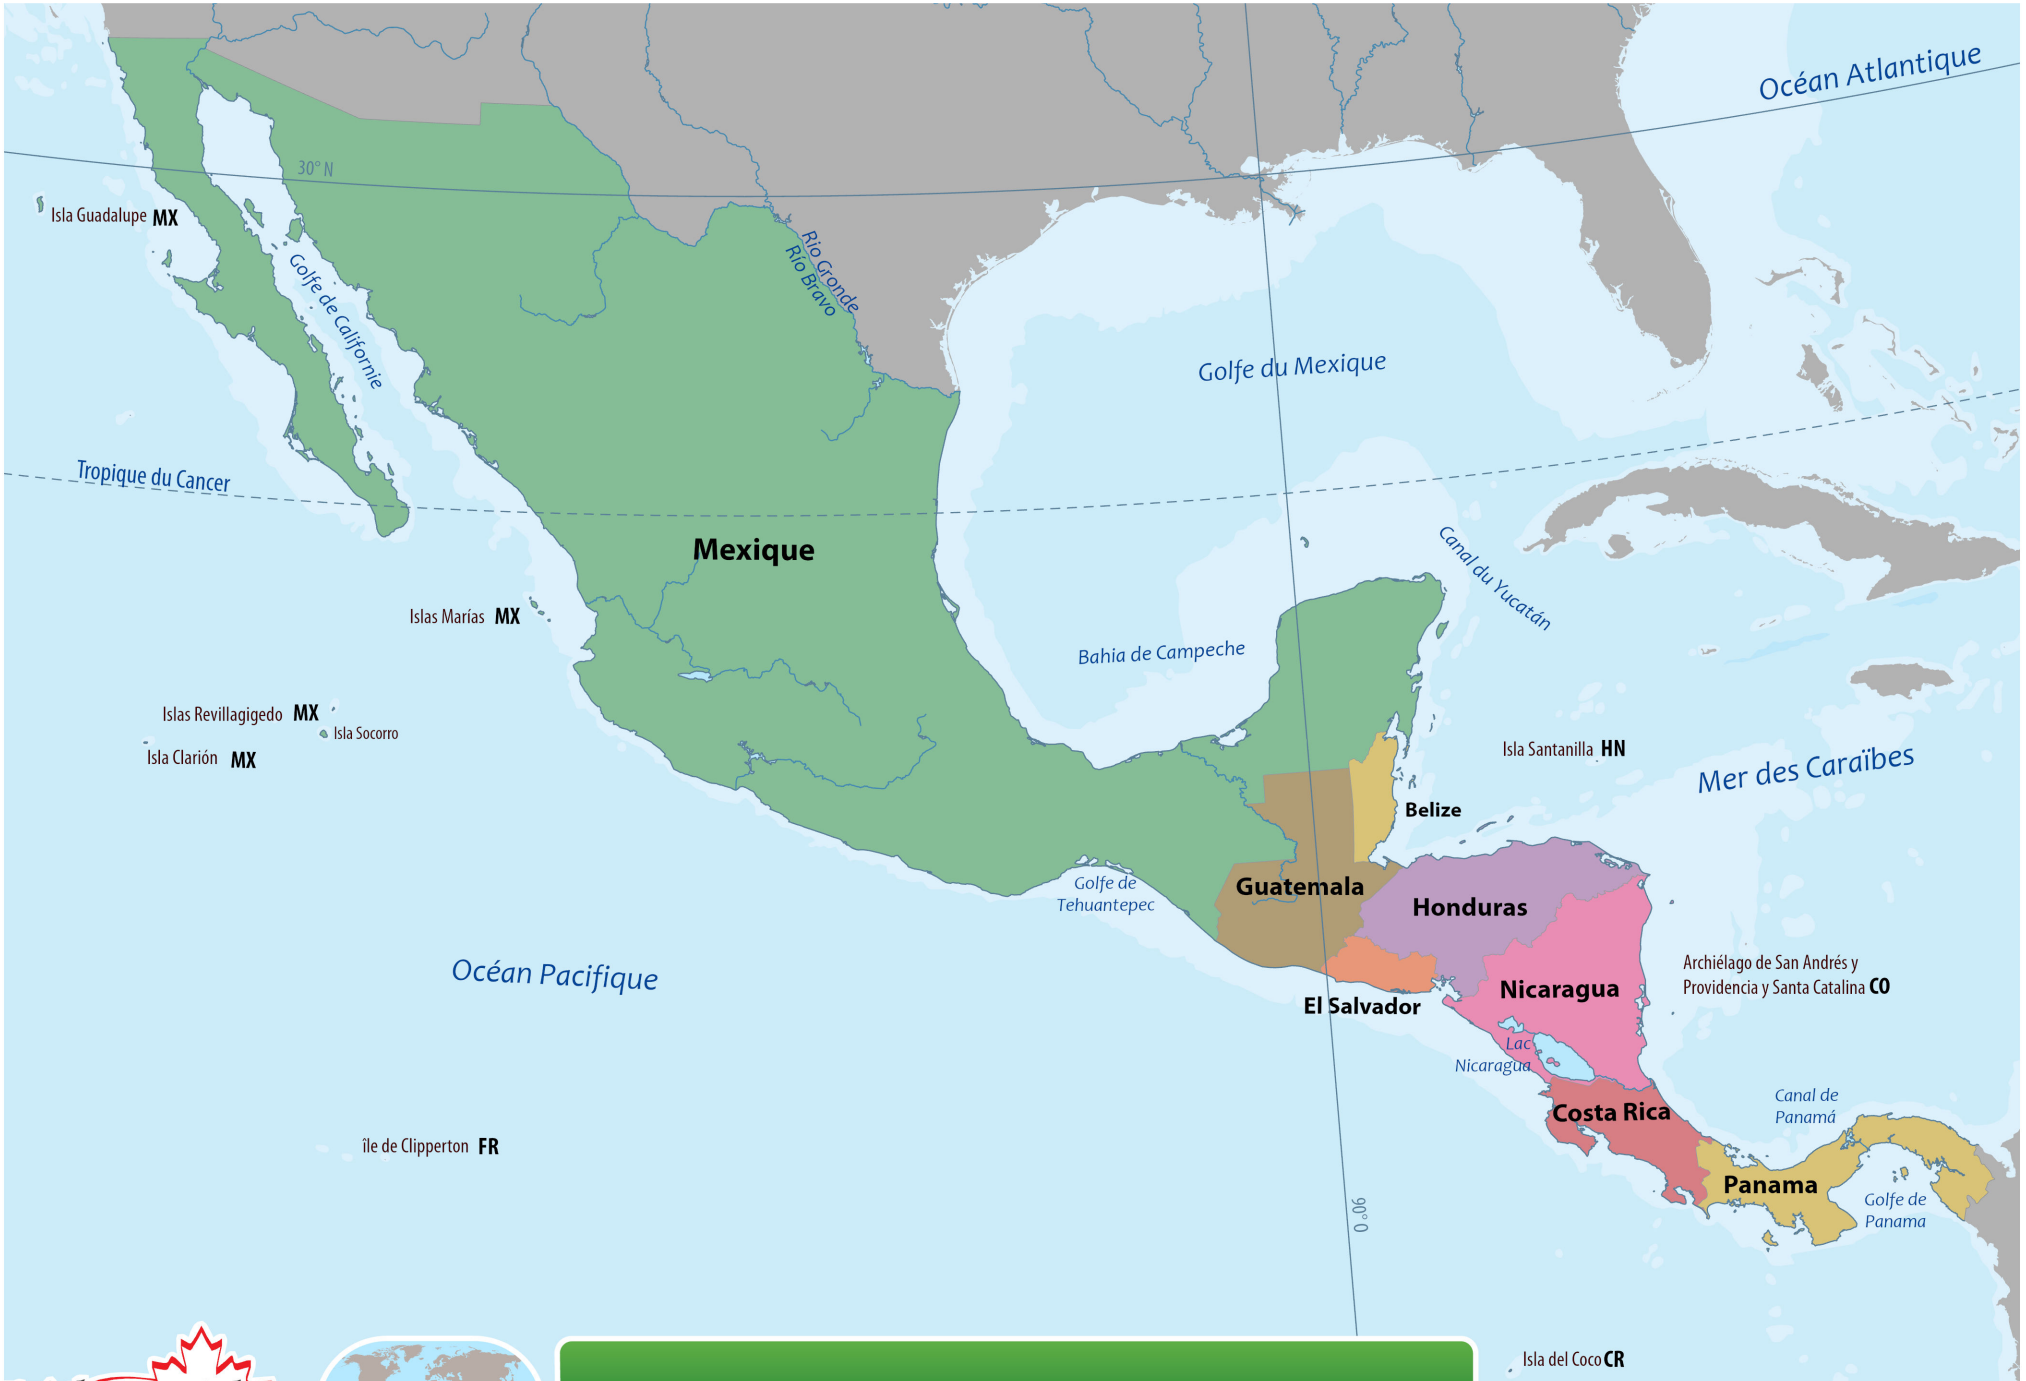 Océan Atlantique
30° N
Isla Guadalupe MX
Golfe de Californie
Rio Gronde
Río Bravo
Golfe du Mexique
Tropique du Cancer
Mexique
Canal du Yucatán
Islas Marías MX
Bahia de Campeche
Islas Revillagigedo MX
Isla Socorro
Isla Clarión MX
Isla Santanilla HN
Mer des Caraïbes
Belize
Golfe de
Tehuantepec
Guatemala
Honduras
Océan Pacifique
Archiélago de San Andrés y
Providencia y Santa Catalina CO
Nicaragua
El Salvador
Lac
Nicaragua
Costa Rica
Canal de
Panamá
île de Clipperton FR
Panama
Golfe de
Panama
90° O
Isla del Coco CR